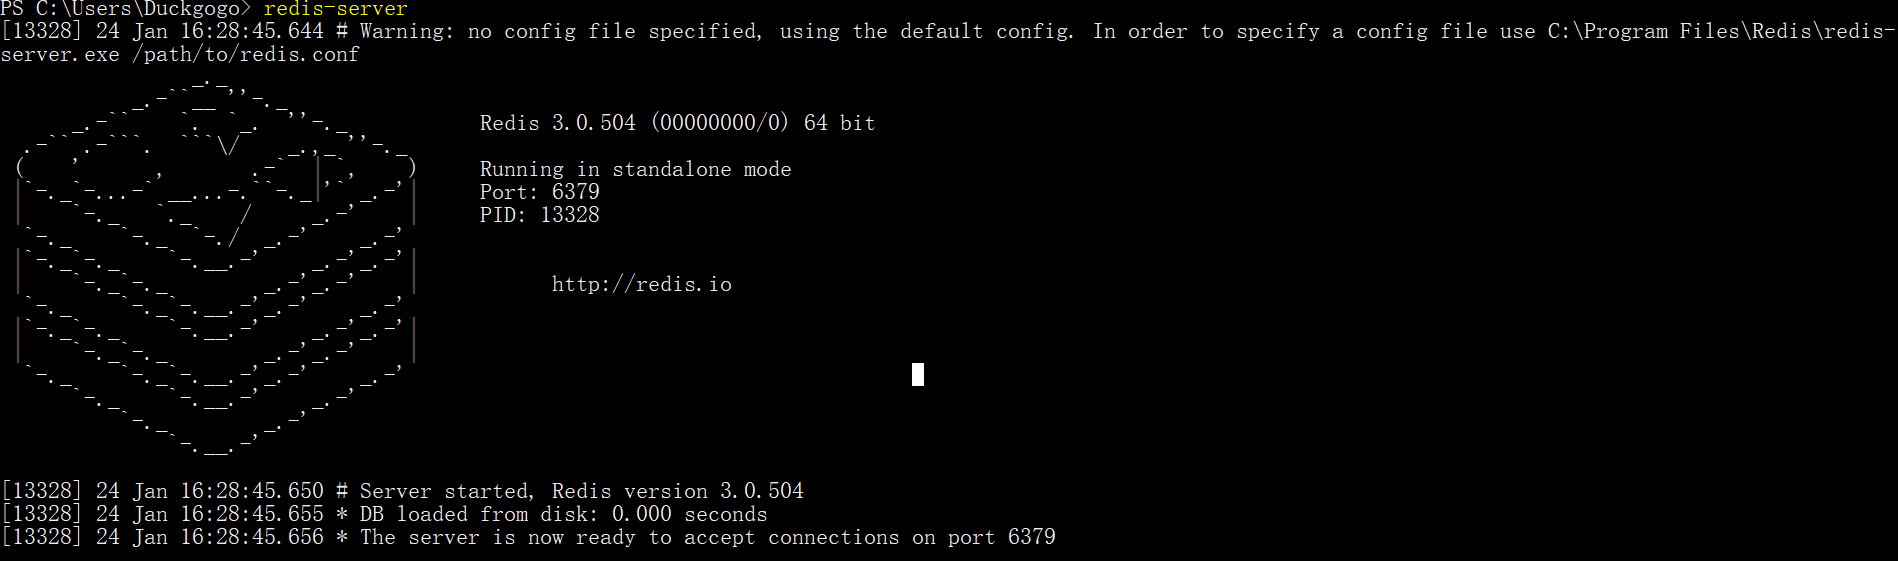 PS C:\Users\Duckgogo> redis-server
[13328] 24 Jan 16:28:45.644 # Warning: no config file specified, using the default config. In order to specify a config file use C:\Program Files\Redis\redis-
server.exe /path/to/redis.conf
Redis 3.0.504 (00000000/0) 64 bit
Running in standalone mode
Port: 6379
PID: 13328
http://redis.io
[13328] 24 Jan 16:28:45.650 # Server started, Redis version 3.0.504
[13328] 24 Jan 16:28:45.655 * DB loaded from disk: 0.000 seconds
[13328] 24 Jan 16:28:45.656 * The server is now ready to accept connections on port 6379